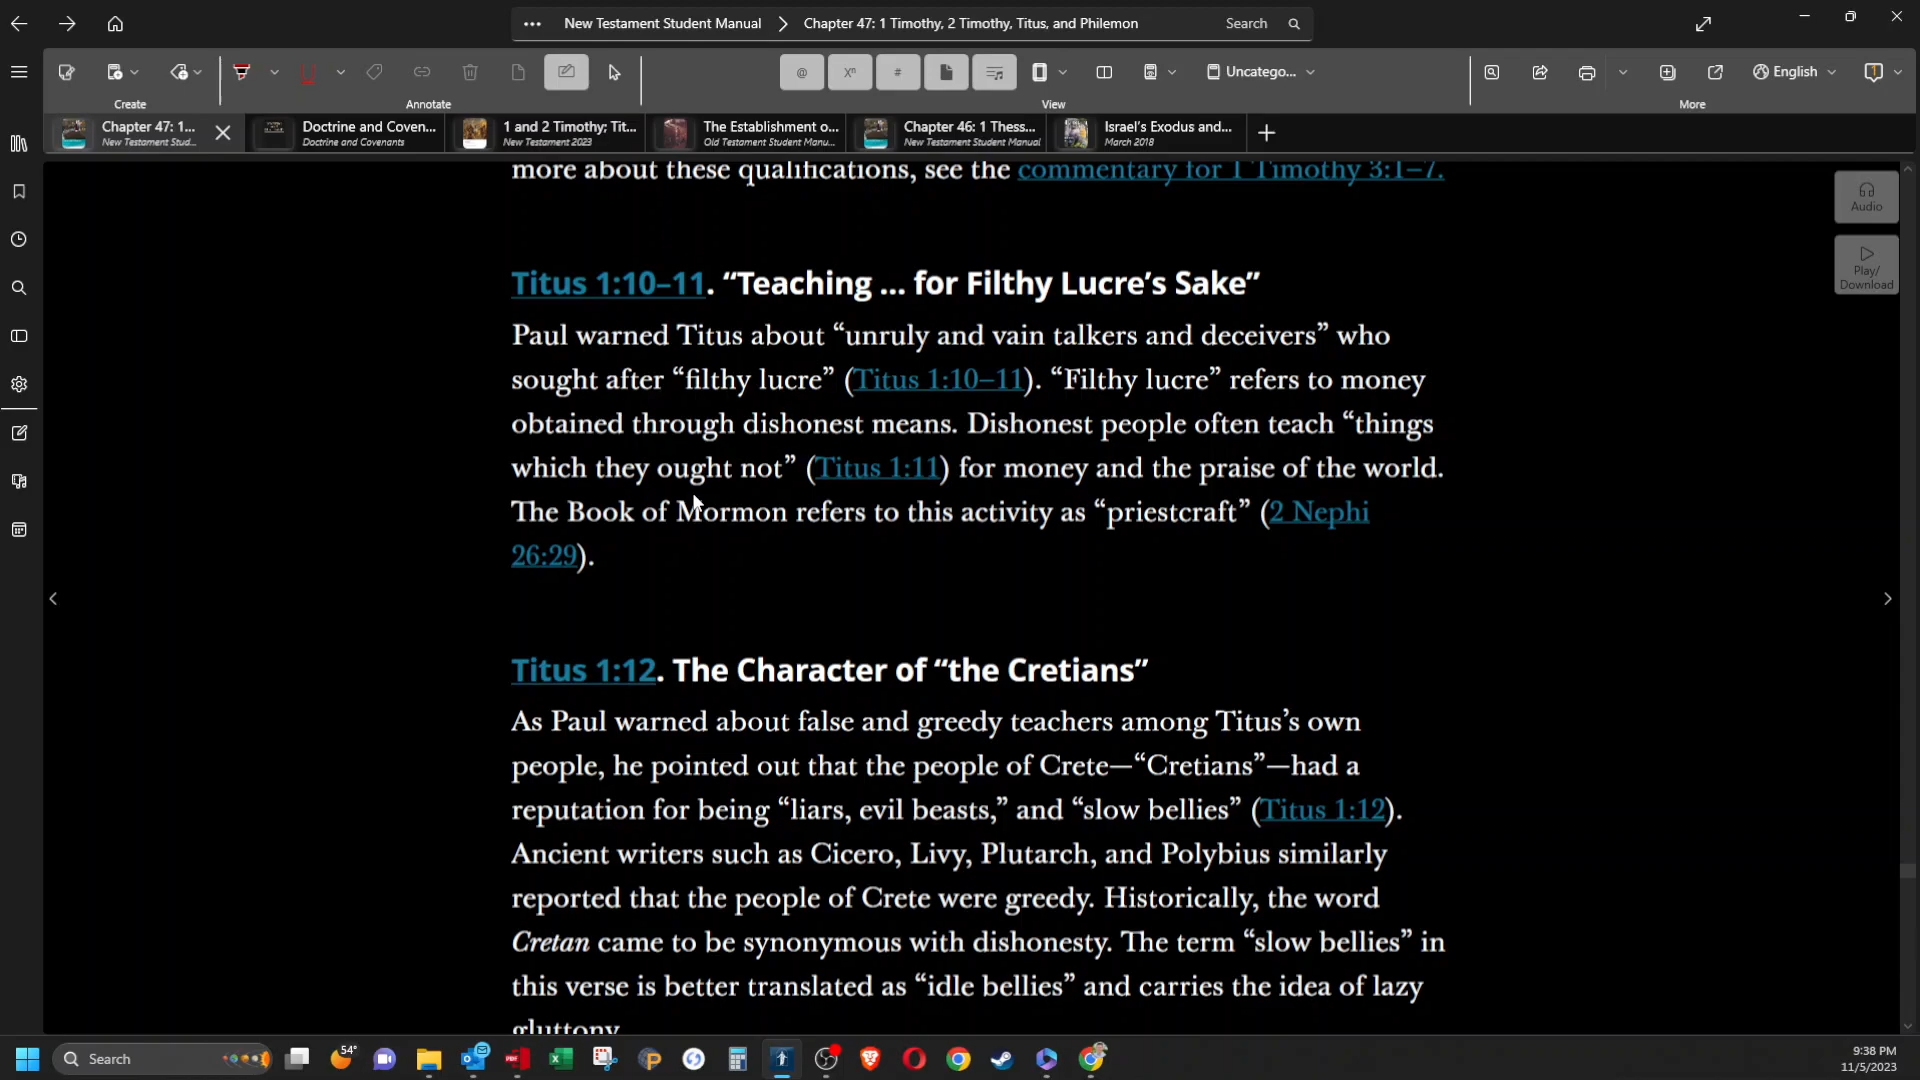 New Testament Student Manual
Chapter 47: 1 Timothy, 2 Timothy, Titus, and Philemon
Search
Create
Annotate
@
Xⁿ
#
Uncatego...
View
English
1
More
Chapter 47: 1...
New Testament Stud...
Doctrine and Coven...
Doctrine and Covenants
1 and 2 Timothy; Tit...
New Testament 2023
The Establishment o...
Old Testament Student Manu...
Chapter 46: 1 Thess...
New Testament Student Manual
Israel's Exodus and...
March 2018
Audio
Play/
Download
more about these qualifications, see the commentary for 1 Timothy 3:1–7.
Titus 1:10–11. “Teaching ... for Filthy Lucre’s Sake”
Paul warned Titus about “unruly and vain talkers and deceivers” who
sought after “filthy lucre” (Titus 1:10–11). “Filthy lucre” refers to money
obtained through dishonest means. Dishonest people often teach “things
which they ought not” (Titus 1:11) for money and the praise of the world.
The Book of Mormon refers to this activity as “priestcraft” (2 Nephi
26:29).
Titus 1:12. The Character of “the Cretians”
As Paul warned about false and greedy teachers among Titus’s own
people, he pointed out that the people of Crete—“Cretians”—had a
reputation for being “liars, evil beasts,” and “slow bellies” (Titus 1:12).
Ancient writers such as Cicero, Livy, Plutarch, and Polybius similarly
reported that the people of Crete were greedy. Historically, the word
Cretan came to be synonymous with dishonesty. The term “slow bellies” in
this verse is better translated as “idle bellies” and carries the idea of lazy
gluttony
Search
54°
PDF
9:38 PM
11/5/2023